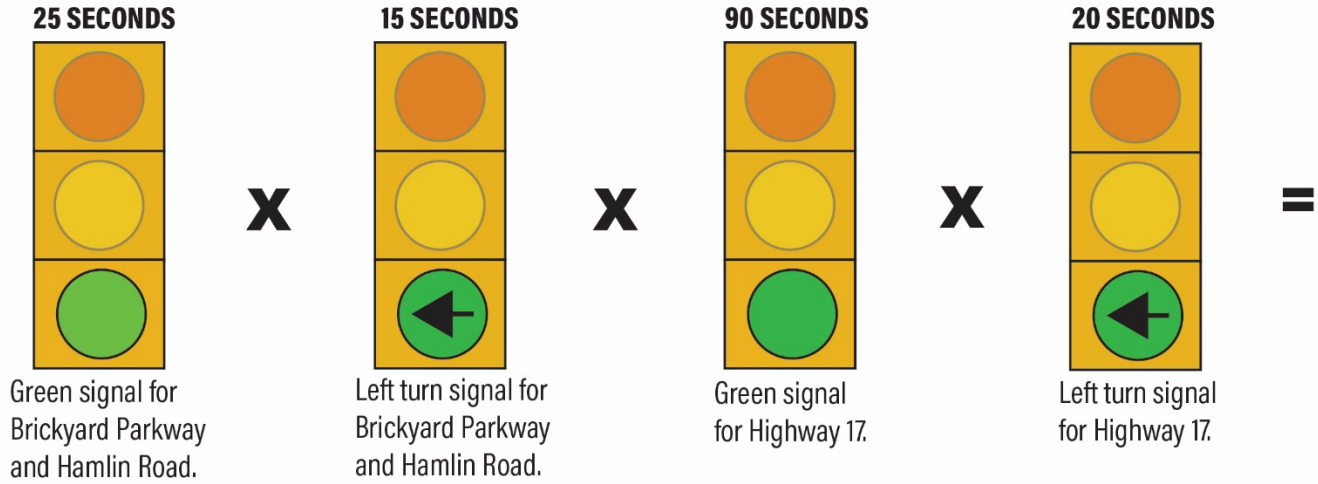 25 SECONDS
15 SECONDS
90 SECONDS
20 SECONDS
X
X
X
=
Green signal for
Brickyard Parkway
and Hamlin Road.
Left turn signal for
Brickyard Parkway
and Hamlin Road.
Green signal
for Highway 17.
Left turn signal
for Highway 17.